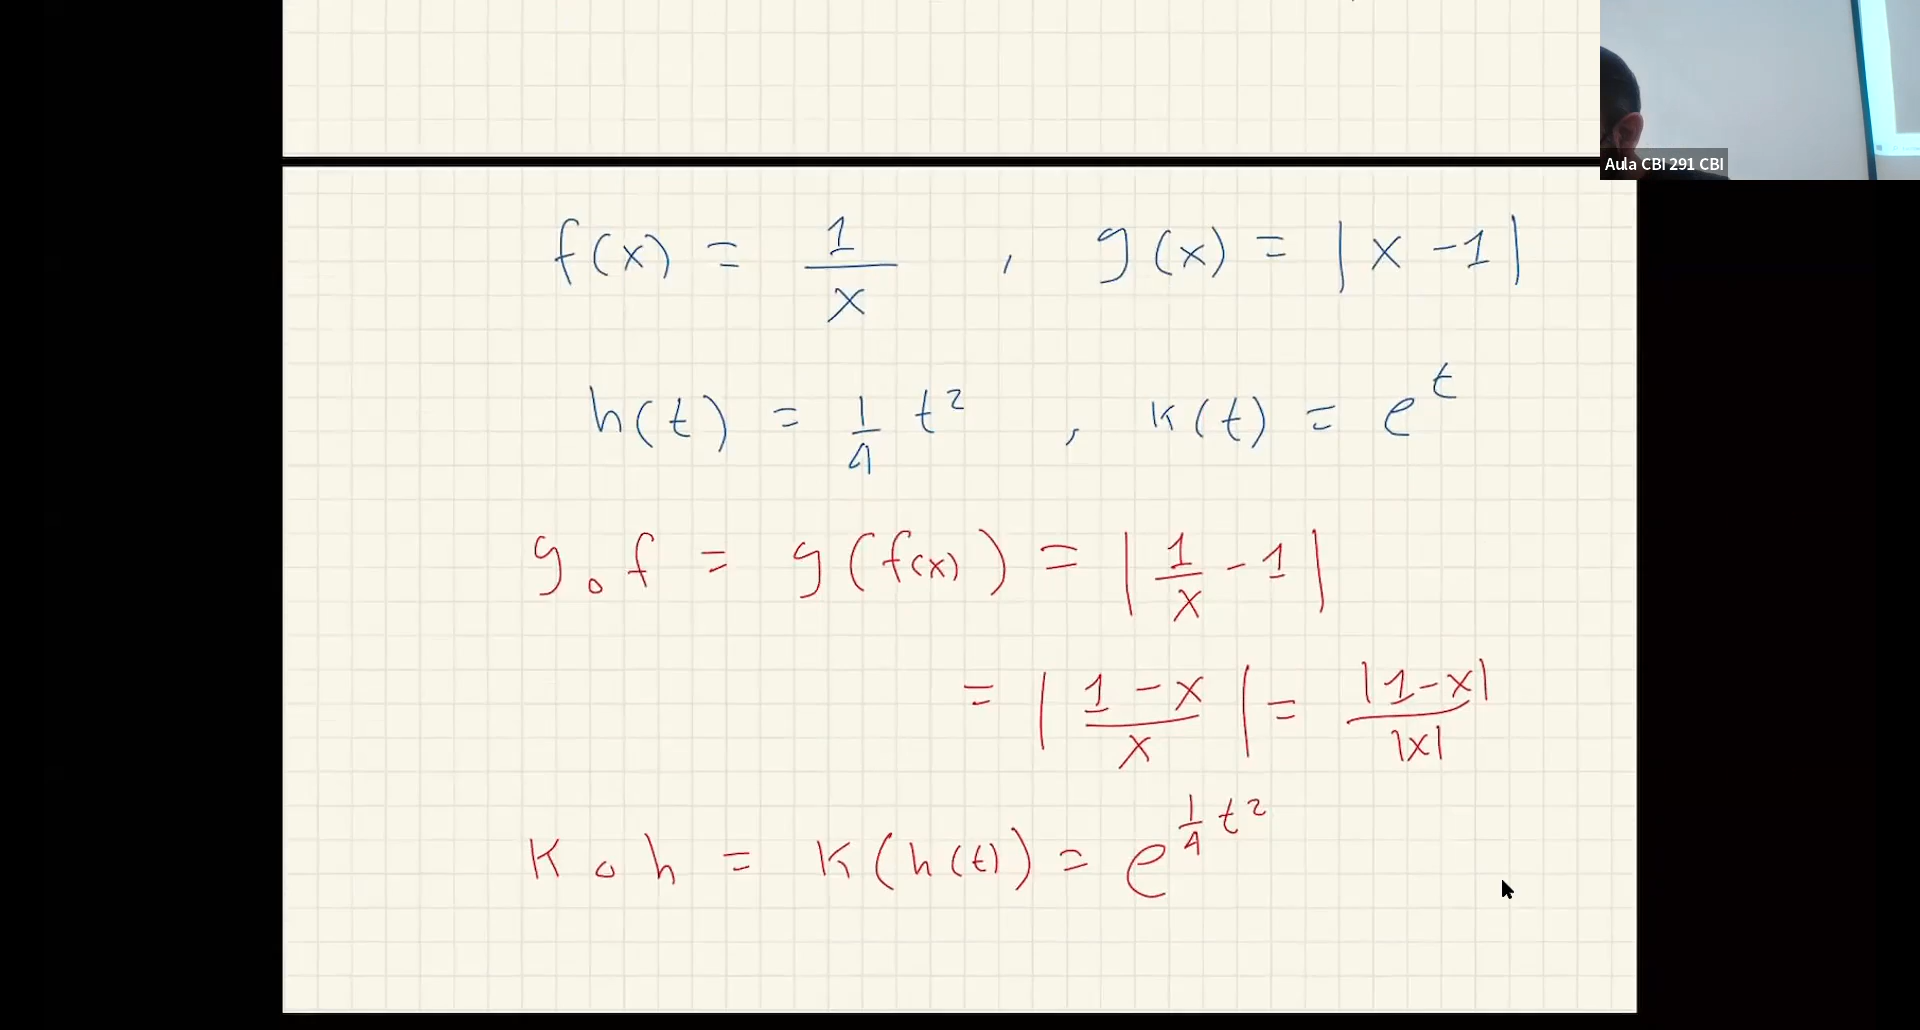 Aula CBI 291 CBI
f(x) = 1/x , g(x) = |x - 1|
h(t) = 1/4 t² , k(t) = e^t
g∘f = g(f(x)) = |1/x - 1|
= |(1 - x)/x| = |1-x|/|x|
k∘h = k(h(t)) = e^(1/4 t²)